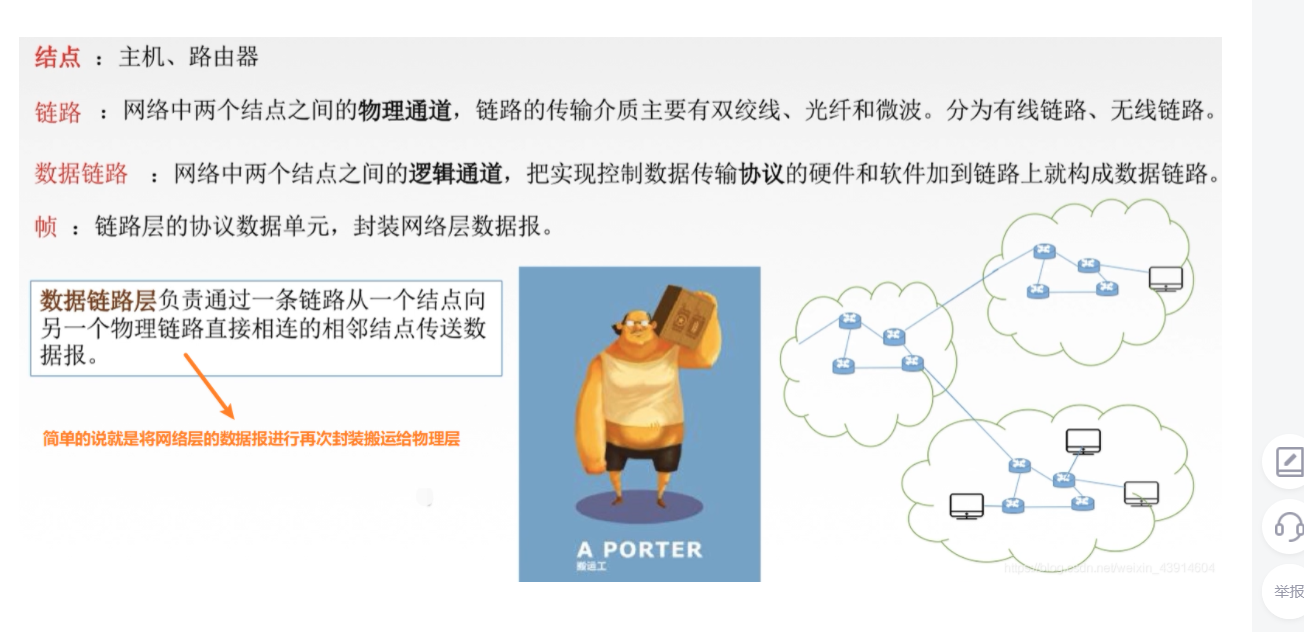 结点 ：主机、路由器
链路 ：网络中两个结点之间的物理通道，链路的传输介质主要有双绞线、光纤和微波。分为有线链路、无线链路。
数据链路 ：网络中两个结点之间的逻辑通道，把实现控制数据传输协议的硬件和软件加到链路上就构成数据链路。
帧 ：链路层的协议数据单元，封装网络层数据报。
数据链路层负责通过一条链路从一个结点向
另一个物理链路直接相连的相邻结点传送数
据报。
简单的说就是将网络层的数据报进行再次封装搬运给物理层
A PORTER
搬运工
https://blog.csdn.net/weixin_43914604
举报